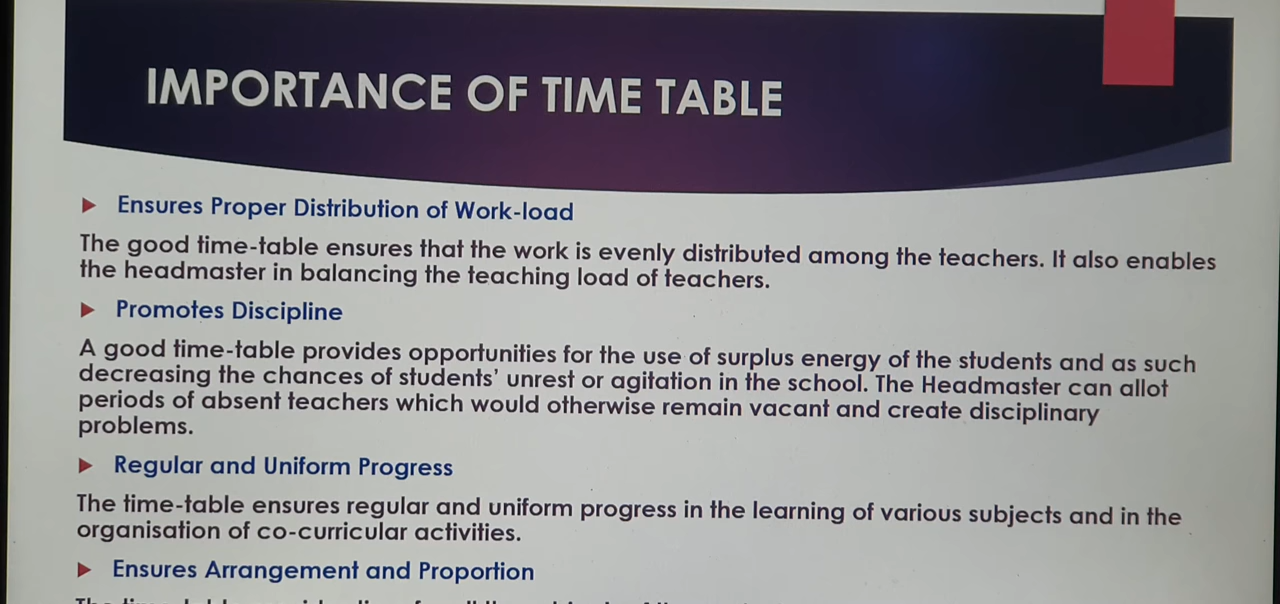 IMPORTANCE OF TIME TABLE
Ensures Proper Distribution of Work-load
The good time-table ensures that the work is evenly distributed among the teachers. It also enables
the headmaster in balancing the teaching load of teachers.
Promotes Discipline
A good time-table provides opportunities for the use of surplus energy of the students and as such
decreasing the chances of students' unrest or agitation in the school. The Headmaster can allot
periods of absent teachers which would otherwise remain vacant and create disciplinary
problems.
Regular and Uniform Progress
The time-table ensures regular and uniform progress in the learning of various subjects and in the
organisation of co-curricular activities.
Ensures Arrangement and Proportion